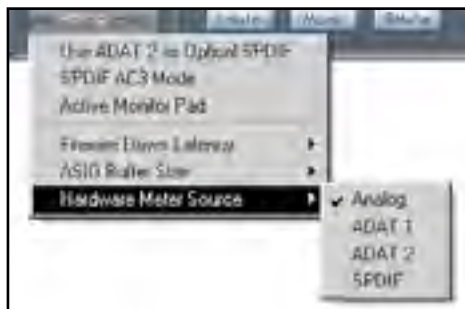 Use ADAT 2 as Optical SPDIF
SPDIF AC3 Mode
Active Monitor Pad
Firewire Driver Latency
ASIO Buffer Size
Hardware Meter Source
Analog
ADAT 1
ADAT 2
SPDIF